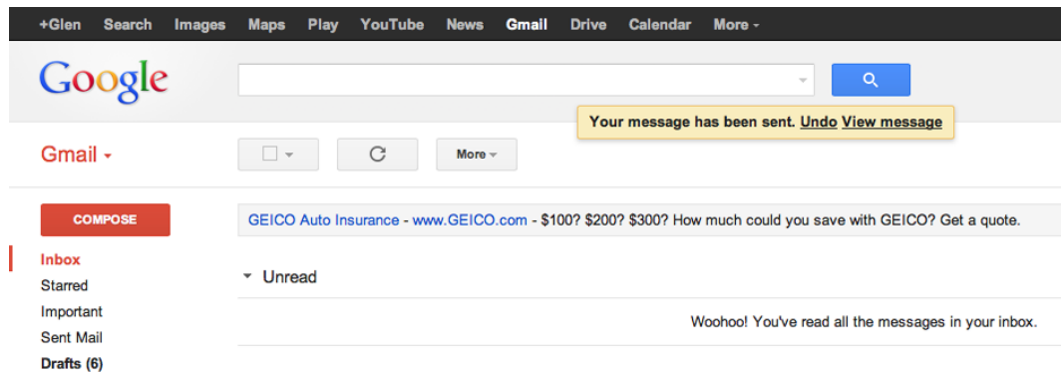 +Glen Search Images Maps Play YouTube News Gmail Drive Calendar More
Google
Your message has been sent. Undo View message
Gmail
More
COMPOSE
GEICO Auto Insurance - www.GEICO.com - $100? $200? $300? How much could you save with GEICO? Get a quote.
Inbox
Unread
Starred
Important
Woohoo! You've read all the messages in your inbox.
Sent Mail
Drafts (6)